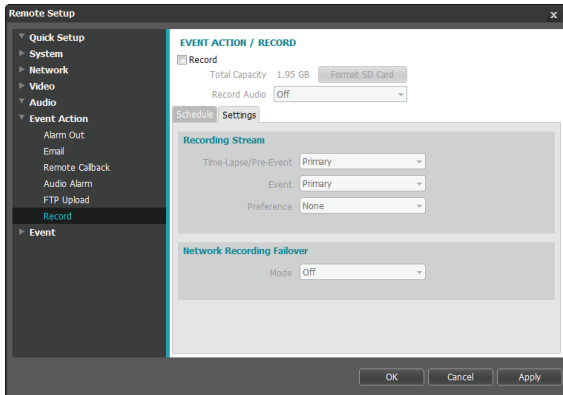 Remote Setup x
Quick Setup
System
Network
Video
Audio
Event Action
Alarm Out
Email
Remote Callback
Audio Alarm
FTP Upload
Record
Event
EVENT ACTION / RECORD
Record
Total Capacity 1.95 GB Format SD Card
Record Audio Off
Schedule Settings
Recording Stream
Time-Lapse/Pre-Event Primary
Event Primary
Preference None
Network Recording Failover
Mode Off
OK Cancel Apply